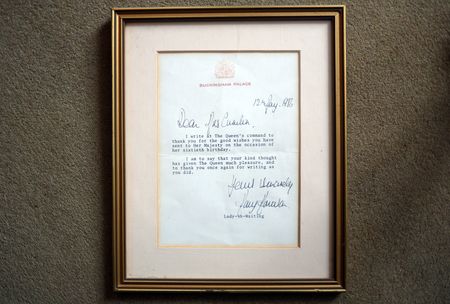 BUCKINGHAM PALACE
1986
Dear Mrs
I write at The Queen's command to
thank you for the good wishes you have
sent to Her Majesty on the occasion of
her sixtieth birthday.
I am to say that your kind thought
has given The Queen much pleasure, and
to thank you once again for writing as
you did.
Yours sincerely
Lady-in-Waiting